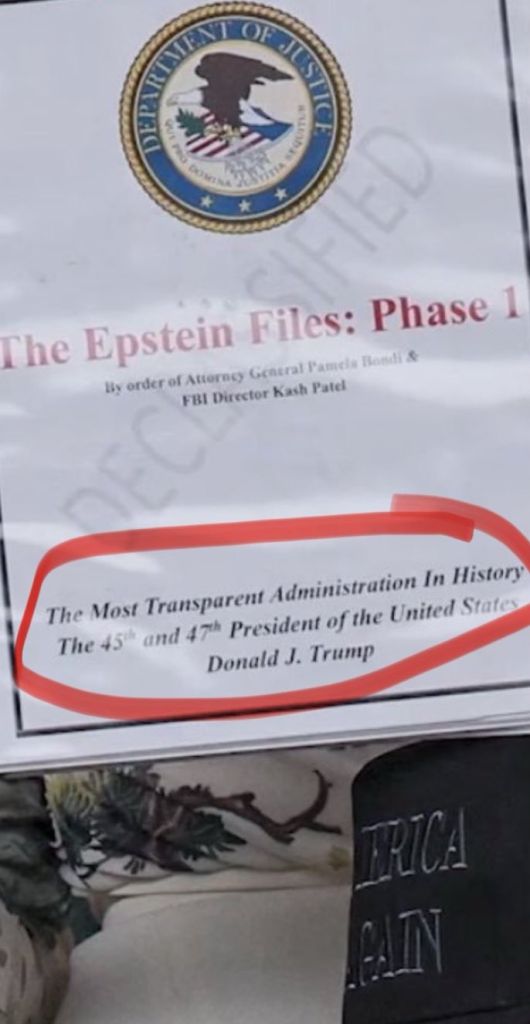 DEPARTMENT OF JUSTICE
QUI PRO DOMINA JUSTITIA SEQUITUR
DECLASSIFIED
The Epstein Files: Phase 1
By order of Attorney General Pamela Bondi &
FBI Director Kash Patel
The Most Transparent Administration In History
The 45th and 47th President of the United States
Donald J. Trump
ERICA
GAIN